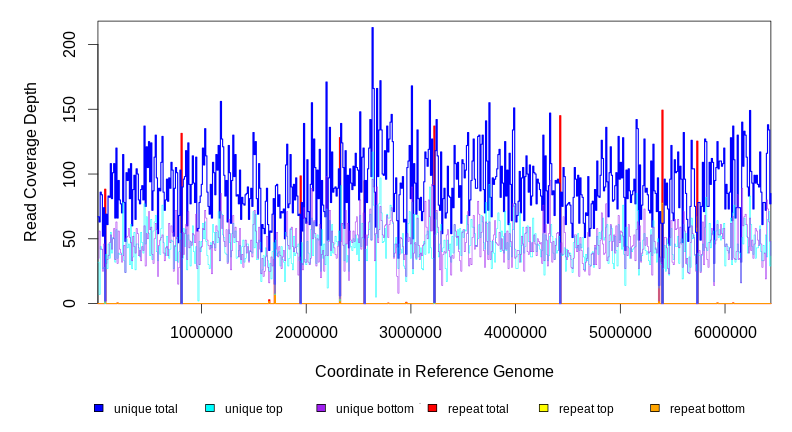 200
150
100
50
0
Read Coverage Depth
1000000 2000000 3000000 4000000 5000000 6000000
Coordinate in Reference Genome
unique total unique top unique bottom repeat total repeat top repeat bottom